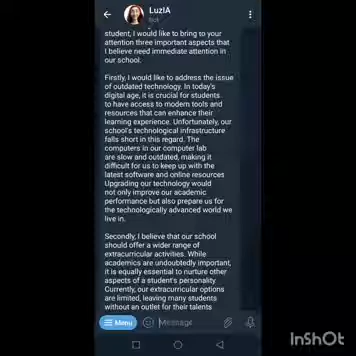 LuzIA
bot
student, I would like to bring to your
attention three important aspects that
I believe need immediate attention in
our school.
Firstly, I would like to address the issue
of outdated technology. In today's
digital age, it is crucial for students
to have access to modern tools and
resources that can enhance their
learning experience. Unfortunately, our
school's technological infrastructure
falls short in this regard. The
computers in our computer lab
are slow and outdated, making it
difficult for us to keep up with the
latest software and online resources
Upgrading our technology would
not only improve our academic
performance but also prepare us for
the technologically advanced world we
live in.
Secondly, I believe that our school
should offer a wider range of
extracurricular activities. While
academics are undoubtedly important,
it is equally essential to nurture other
aspects of a student's personality
Currently, our extracurricular options
are limited, leaving many students
without an outlet for their talents
Menu
Message
InShOt